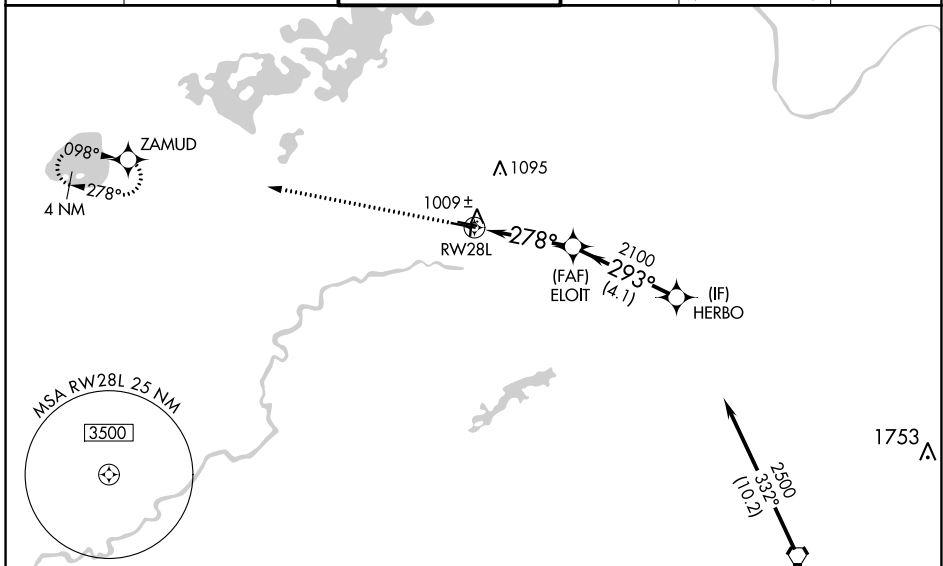 098°
ZAMUD
278°
4 NM
1095
1009 ±
RW28L
278°
(FAF)
ELOIT
2100
293°
(4.1)
(IF)
HERBO
MSA RW28L 25 NM
3500
1753
2500
332°
(10.2)